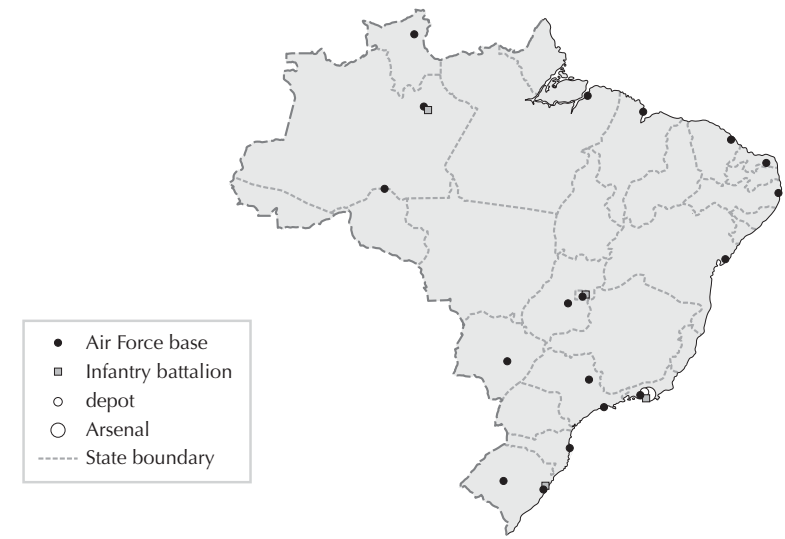 Air Force base
Infantry battalion
depot
Arsenal
State boundary